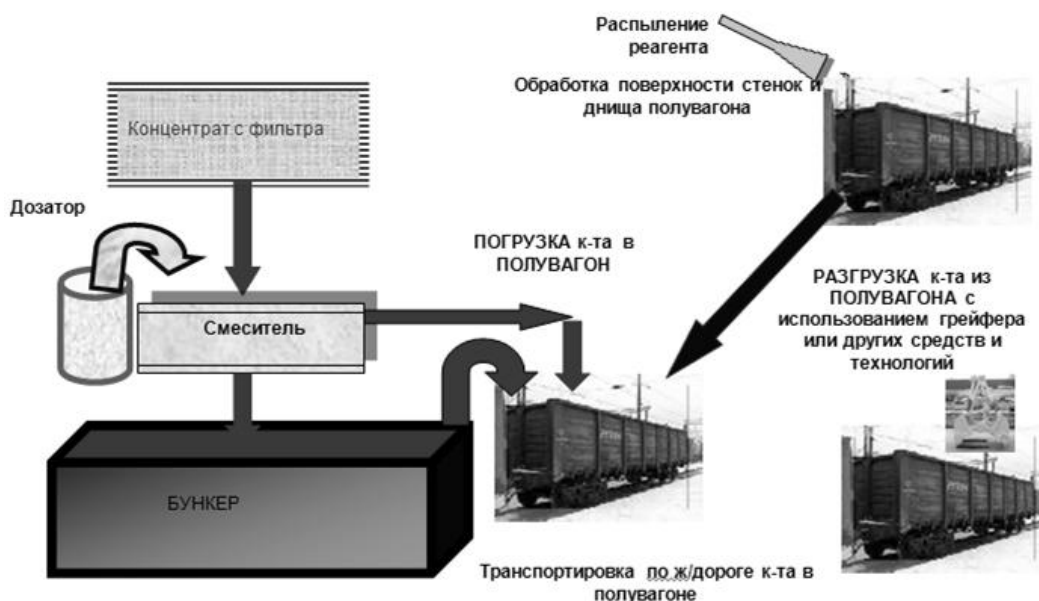 Распыление
реагента
Обработка поверхности стенок и
днища полувагона
Концентрат с фильтра
Дозатор
ПОГРУЗКА к-та в
ПОЛУВАГОН
Смеситель
РАЗГРУЗКА к-та из
ПОЛУВАГОНА с
использованием грейфера
или других средств и
технологий
БУНКЕР
Транспортировка по ж/дороге к-та в
полувагоне